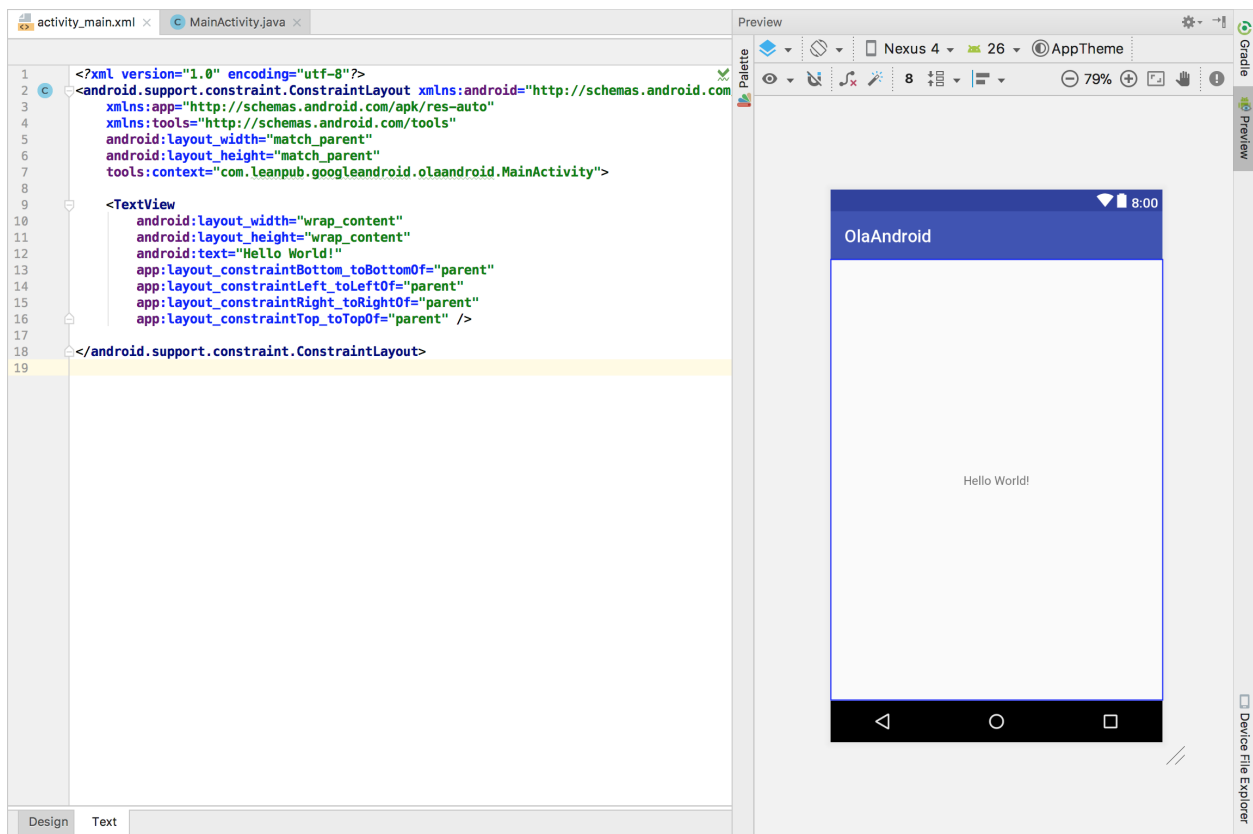 activity_main.xml
MainActivity.java
Preview
Nexus 4
26
AppTheme
8
79%
Palette
Gradle
Preview
Device File Explorer
1 <?xml version="1.0" encoding="utf-8"?>
2 <android.support.constraint.ConstraintLayout xmlns:android="http://schemas.android.com
3 xmlns:app="http://schemas.android.com/apk/res-auto"
4 xmlns:tools="http://schemas.android.com/tools"
5 android:layout_width="match_parent"
6 android:layout_height="match_parent"
7 tools:context="com.leanpub.googleandroid.olaandroid.MainActivity">
8
9 <TextView
10 android:layout_width="wrap_content"
11 android:layout_height="wrap_content"
12 android:text="Hello World!"
13 app:layout_constraintBottom_toBottomOf="parent"
14 app:layout_constraintLeft_toLeftOf="parent"
15 app:layout_constraintRight_toRightOf="parent"
16 app:layout_constraintTop_toTopOf="parent" />
17
18 </android.support.constraint.ConstraintLayout>
19
8:00
OlaAndroid
Hello World!
Design
Text